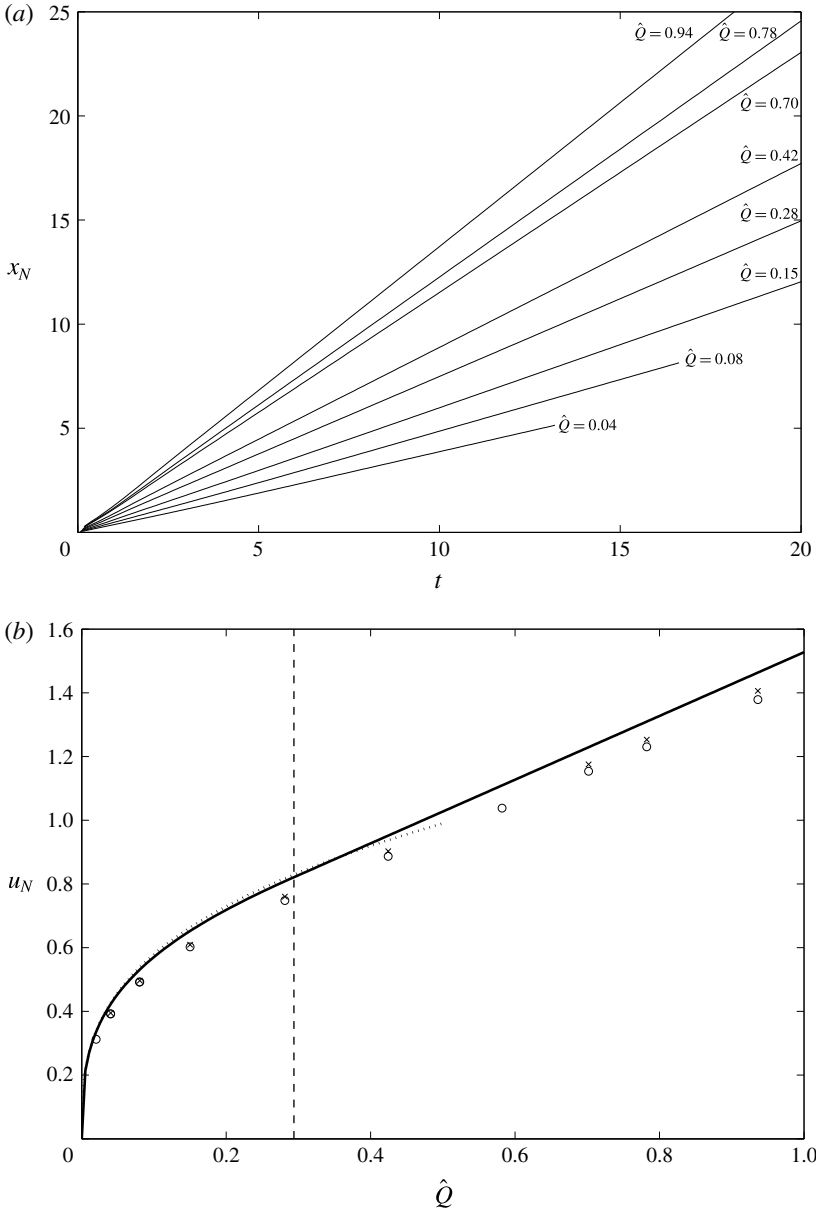 (a)
25
20
15
10
5
0
x_N
Q̂ = 0.94
Q̂ = 0.78
Q̂ = 0.70
Q̂ = 0.42
Q̂ = 0.28
Q̂ = 0.15
Q̂ = 0.08
Q̂ = 0.04
5
10
15
20
t
(b)
1.6
1.4
1.2
1.0
0.8
0.6
0.4
0.2
0
u_N
0.2
0.4
0.6
0.8
1.0
Q̂